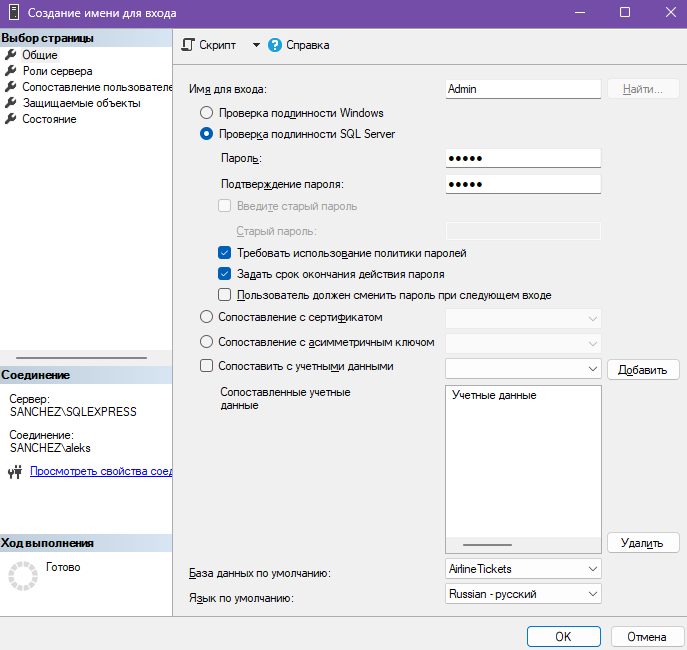 Создание имени для входа
Выбор страницы
Общие
Роли сервера
Сопоставление пользователе
Защищаемые объекты
Состояние
Скрипт
Справка
Имя для входа:
Admin
Найти...
Проверка подлинности Windows
Проверка подлинности SQL Server
Пароль:
●●●●●
Подтверждение пароля:
●●●●●
Введите старый пароль
Старый пароль:
Требовать использование политики паролей
Задать срок окончания действия пароля
Пользователь должен сменить пароль при следующем входе
Сопоставление с сертификатом
Сопоставление с асимметричным ключом
Сопоставить с учетными данными
Добавить
Сопоставленные учетные
данные
Учетные данные
Удалить
База данных по умолчанию:
AirlineTickets
Язык по умолчанию:
Russian - русский
Соединение
Сервер:
SANCHEZ\SQLEXPRESS
Соединение:
SANCHEZ\aleks
Просмотреть свойства соед
Ход выполнения
Готово
OK
Отмена